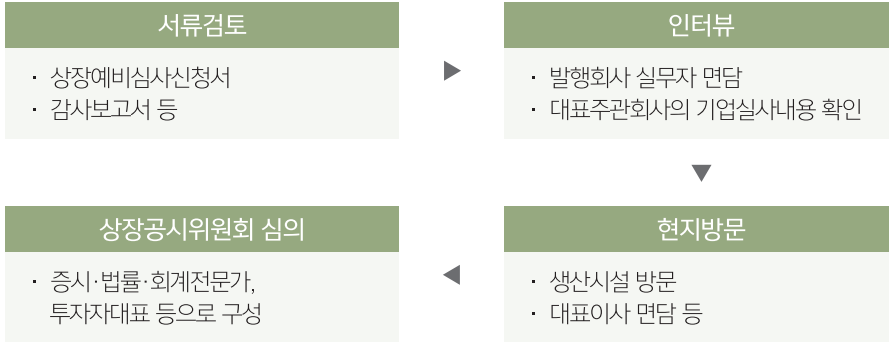 서류검토
· 상장예비심사신청서
· 감사보고서 등
인터뷰
· 발행회사 실무자 면담
· 대표주관회사의 기업실사내용 확인
현지방문
· 생산시설 방문
· 대표이사 면담 등
상장공시위원회 심의
· 증시·법률·회계전문가,
투자자대표 등으로 구성